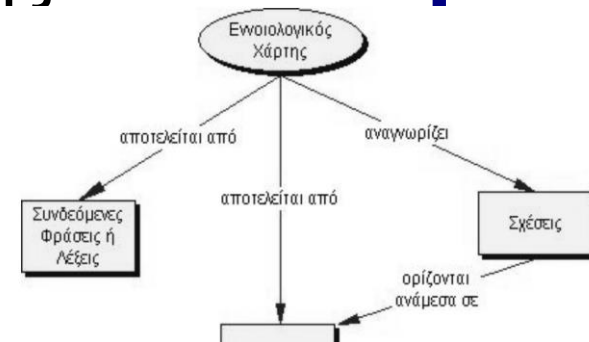 Εννοιολογικός
Χάρτης
αποτελείται από
αναγνωρίζει
αποτελείται από
Συνδεόμενες
Φράσεις ή
Λέξεις
Σχέσεις
ορίζονται
ανάμεσα σε